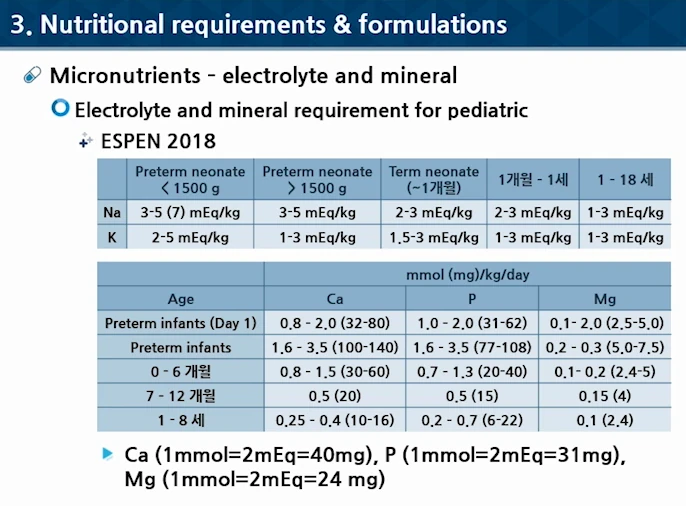 3. Nutritional requirements & formulations
Micronutrients - electrolyte and mineral
Electrolyte and mineral requirement for pediatric
ESPEN 2018
Preterm neonate < 1500 g Preterm neonate > 1500 g Term neonate (~1개월) 1개월 - 1세 1 - 18 세
Na 3-5 (7) mEq/kg 3-5 mEq/kg 2-3 mEq/kg 2-3 mEq/kg 1-3 mEq/kg
K 2-5 mEq/kg 1-3 mEq/kg 1.5-3 mEq/kg 1-3 mEq/kg 1-3 mEq/kg
mmol (mg)/kg/day
Age Ca P Mg
Preterm infants (Day 1) 0.8 - 2.0 (32-80) 1.0 - 2.0 (31-62) 0.1- 2.0 (2.5-5.0)
Preterm infants 1.6 - 3.5 (100-140) 1.6 - 3.5 (77-108) 0.2 - 0.3 (5.0-7.5)
0 - 6 개월 0.8 - 1.5 (30-60) 0.7 - 1.3 (20-40) 0.1- 0.2 (2.4-5)
7 - 12 개월 0.5 (20) 0.5 (15) 0.15 (4)
1 - 8 세 0.25 - 0.4 (10-16) 0.2 - 0.7 (6-22) 0.1 (2.4)
Ca (1mmol=2mEq=40mg), P (1mmol=2mEq=31mg),
Mg (1mmol=2mEq=24 mg)